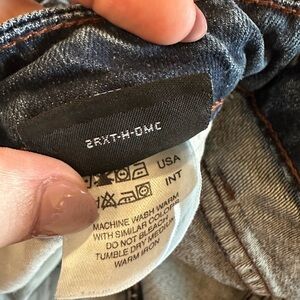 2RXT-H-DMC
USA
INT
MACHINE WASH WARM
WITH SIMILAR COLORS
DO NOT BLEACH
TUMBLE DRY MEDIUM
WARM IRON